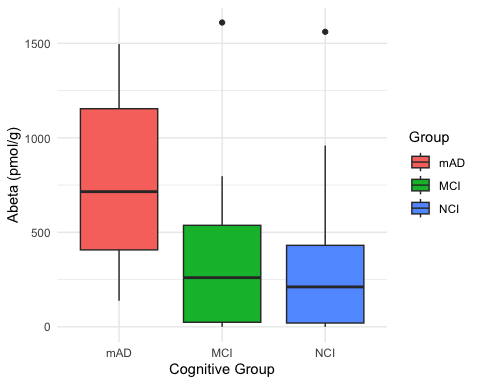 1500
1000
500
0
Abeta (pmol/g)
mAD
MCI
NCI
Cognitive Group
Group
mAD
MCI
NCI